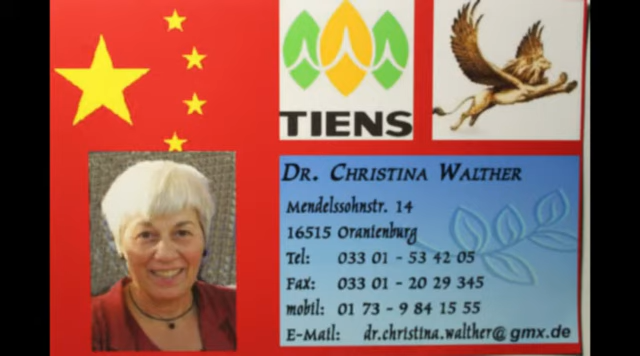 TIENS
DR. CHRISTINA WALTHER
Mendelssohnstr. 14
16515 Oranienburg
Tel: 033 01 - 53 42 05
Fax: 033 01 - 20 29 345
mobil: 01 73 - 9 84 15 55
E-Mail: dr.christina.walther@gmx.de